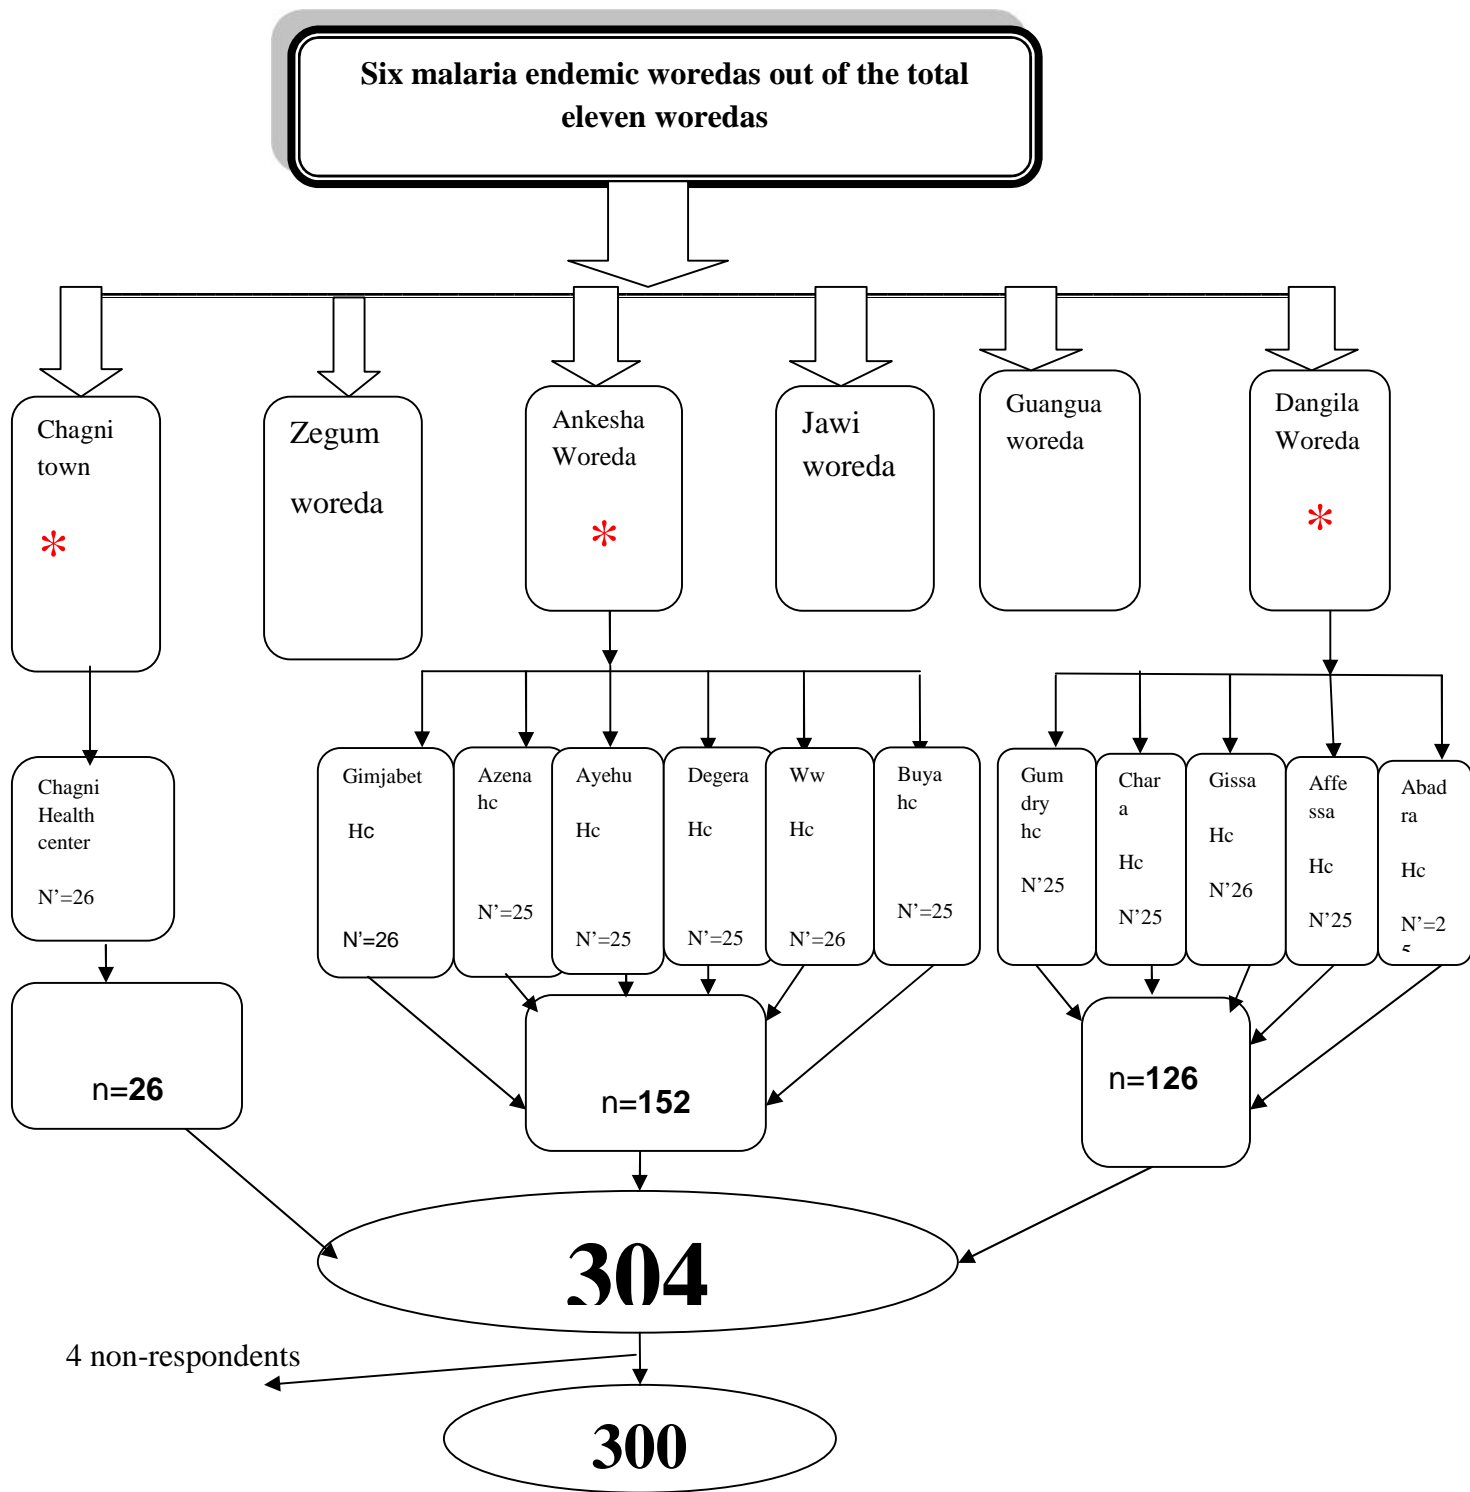 Six malaria endemic woredas out of the total
eleven woredas
Chagni
town
*
Zegum
woreda
Ankesha
Woreda
*
Jawi
woreda
Guangua
woreda
Dangila
Woreda
*
Chagni
Health
center
N’=26
Gimjabet
Hc
N’=26
Azena
hc
N’=25
Ayehu
Hc
N’=25
Degera
Hc
N’=25
Ww
Hc
N’=26
Buya
hc
N’=25
Gum
dry
hc
N’25
Char
a
Hc
N’25
Gissa
Hc
N’26
Affe
ssa
Hc
N’25
Abad
ra
Hc
N’=2
5
n=26
n=152
n=126
304
4 non-respondents
300